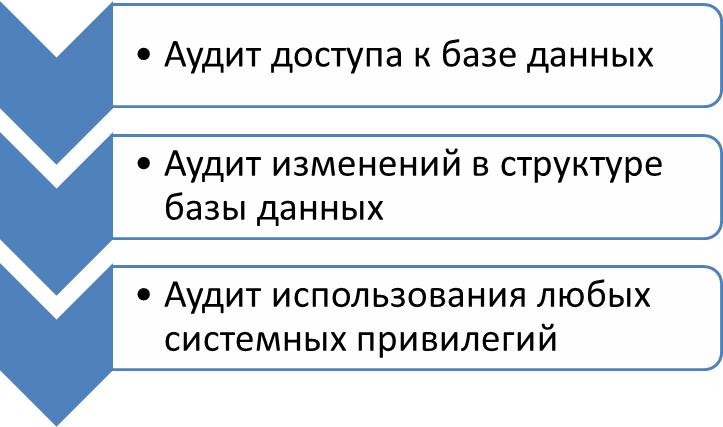 • Аудит доступа к базе данных
• Аудит изменений в структуре
базы данных
• Аудит использования любых
системных привилегий